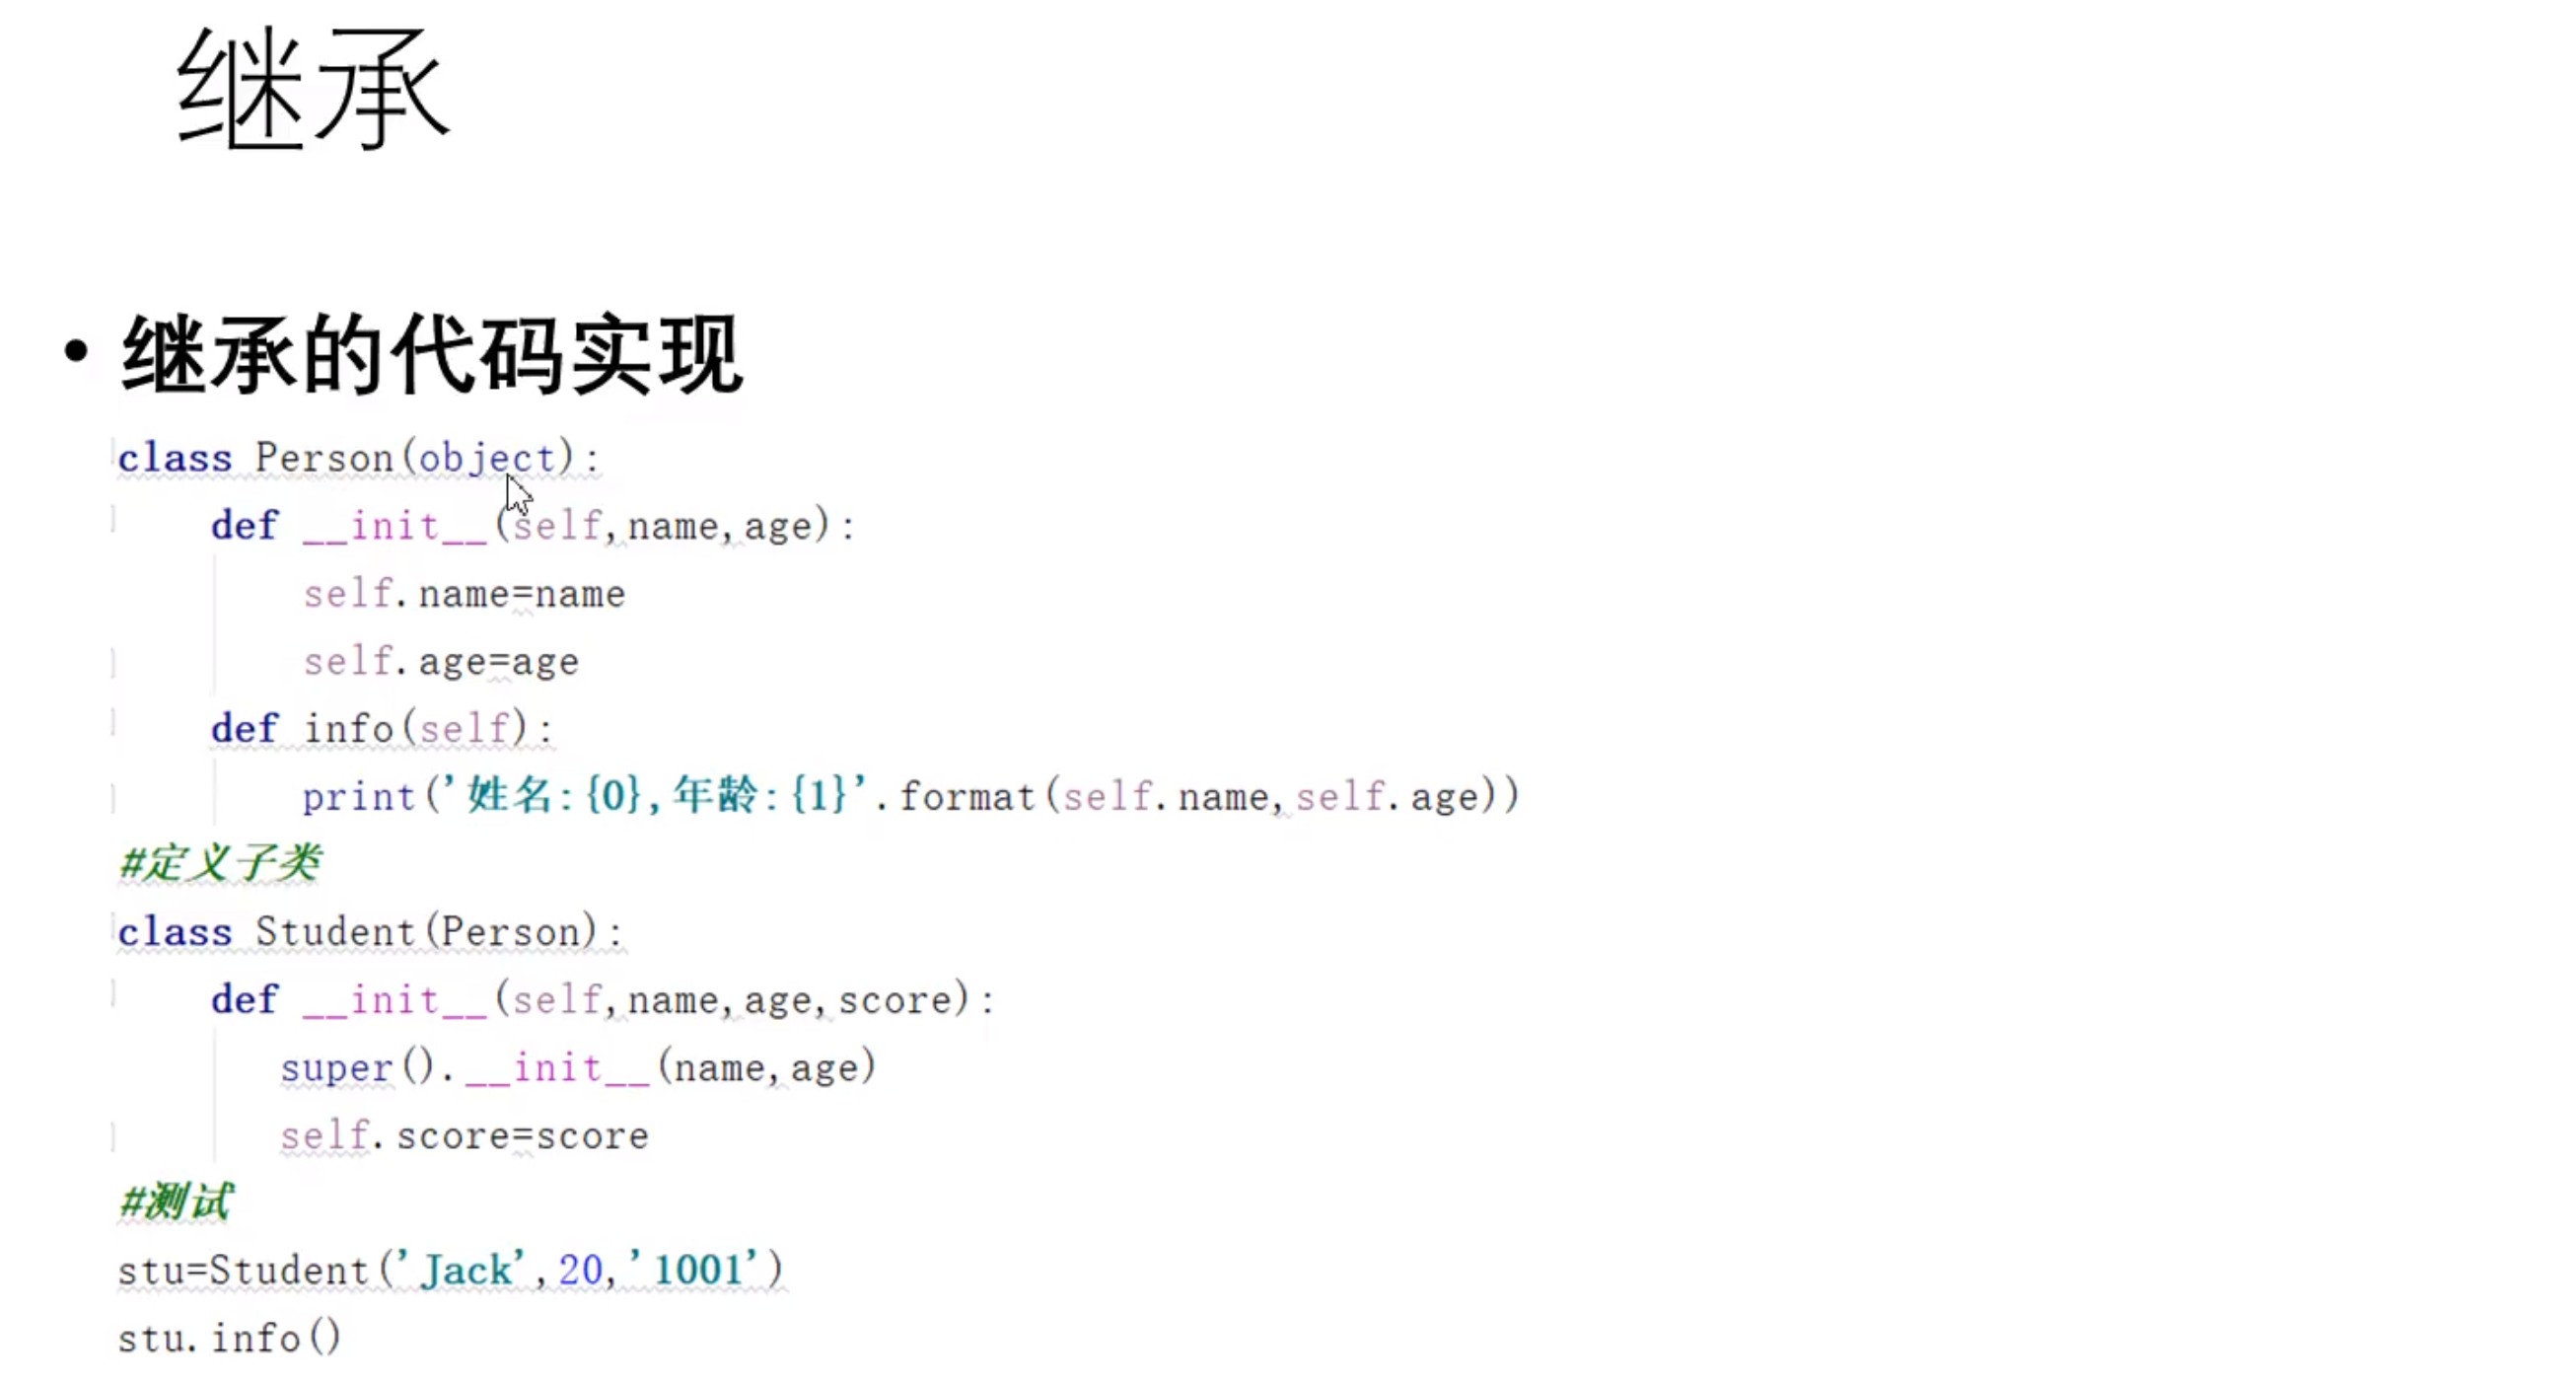 继承
• 继承的代码实现
class Person(object):
    def __init__(self,name,age):
        self.name=name
        self.age=age
    def info(self):
        print('姓名:{0},年龄:{1}'.format(self.name,self.age))
#定义子类
class Student(Person):
    def __init__(self,name,age,score):
       super().__init__(name,age)
       self.score=score
#测试
stu=Student('Jack',20,'1001')
stu.info()